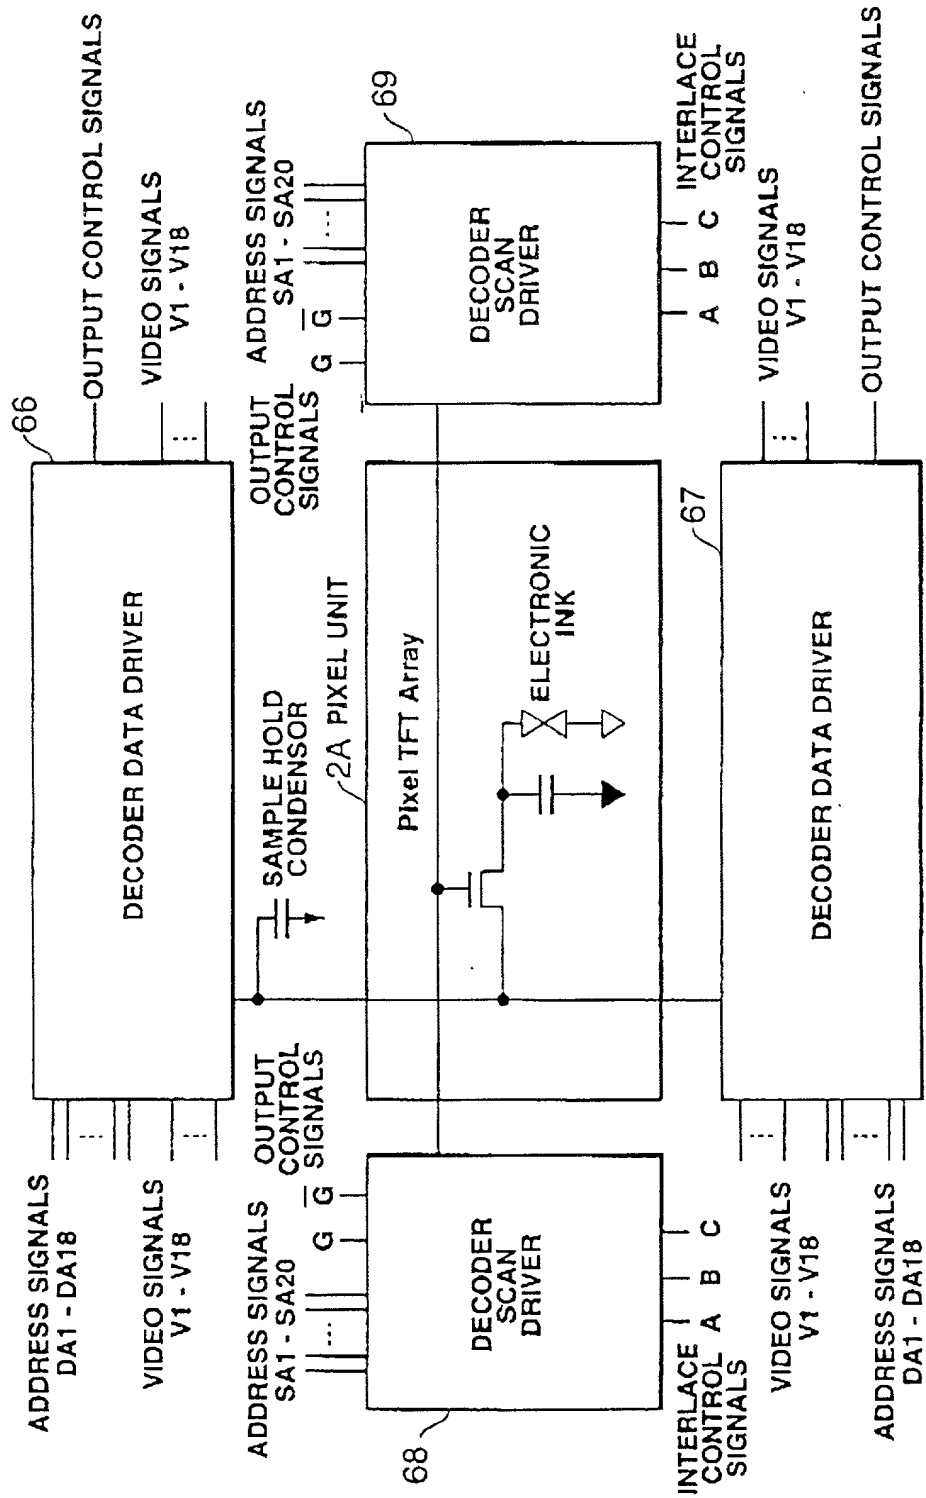 ADDRESS SIGNALS
DA1 - DA18
VIDEO SIGNALS
V1 - V18
DECODER DATA DRIVER
66
OUTPUT CONTROL SIGNALS
VIDEO SIGNALS
V1 - V18
ADDRESS SIGNALS
SA1 - SA20
G
G
OUTPUT
CONTROL
SIGNALS
SAMPLE HOLD
CONDENSOR
2A PIXEL UNIT
OUTPUT
CONTROL
SIGNALS
G
G
ADDRESS SIGNALS
SA1 - SA20
69
68
DECODER
SCAN
DRIVER
Pixel TFT Array
ELECTRONIC
INK
DECODER
SCAN
DRIVER
INTERLACE
CONTROL
SIGNALS
A
B
C
67
A
B
C
INTERLACE
CONTROL
SIGNALS
VIDEO SIGNALS
V1 - V18
ADDRESS SIGNALS
DA1 - DA18
DECODER DATA DRIVER
VIDEO SIGNALS
V1 - V18
OUTPUT CONTROL SIGNALS